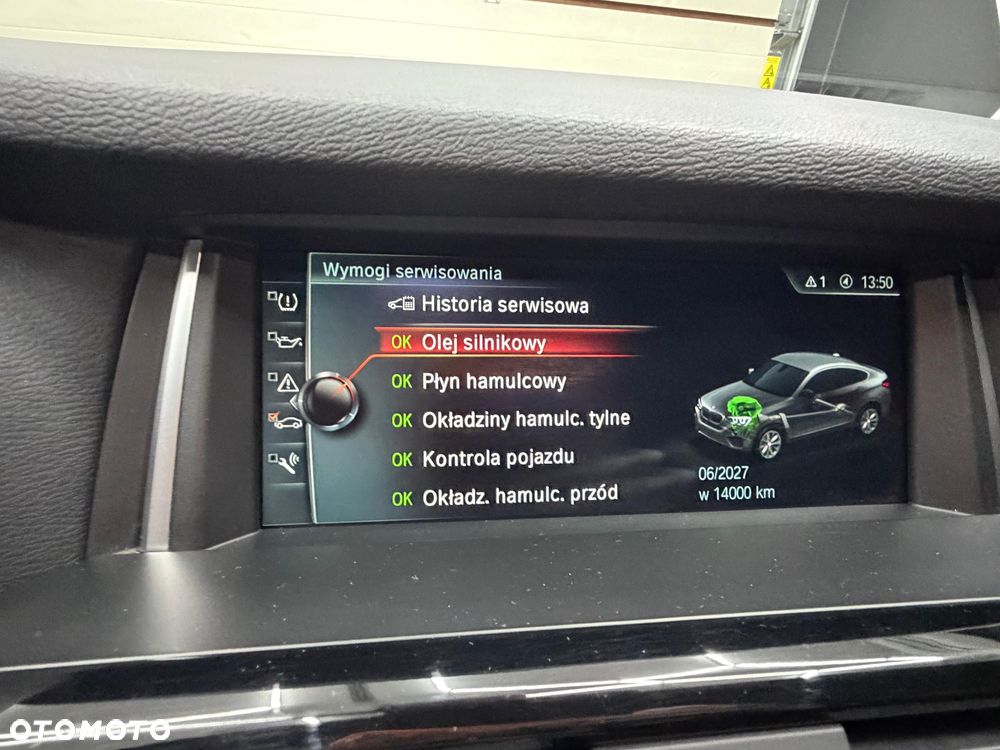 Wymogi serwisowania
1 13:50
Historia serwisowa
OK Olej silnikowy
OK Płyn hamulcowy
OK Okładziny hamulc. tylne
OK Kontrola pojazdu
OK Okładz. hamulc. przód
06/2027
w 14000 km
OTOMOTO